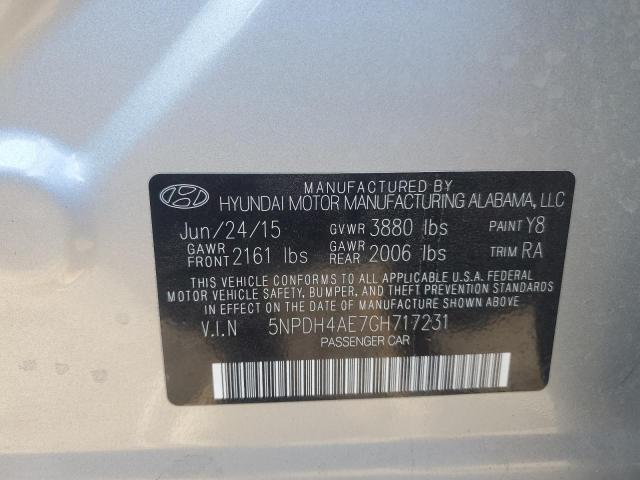 MANUFACTURED BY
HYUNDAI MOTOR MANUFACTURING ALABAMA, LLC
Jun/24/15 GVWR 3880 lbs PAINT Y8
GAWR FRONT 2161 lbs GAWR REAR 2006 lbs TRIM RA
THIS VEHICLE CONFORMS TO ALL APPLICABLE U.S.A. FEDERAL
MOTOR VEHICLE SAFETY, BUMPER, AND THEFT PREVENTION STANDARDS
IN EFFECT ON THE DATE OF MANUFACTURE SHOWN ABOVE.
V.I.N 5NPDH4AE7GH717231
PASSENGER CAR